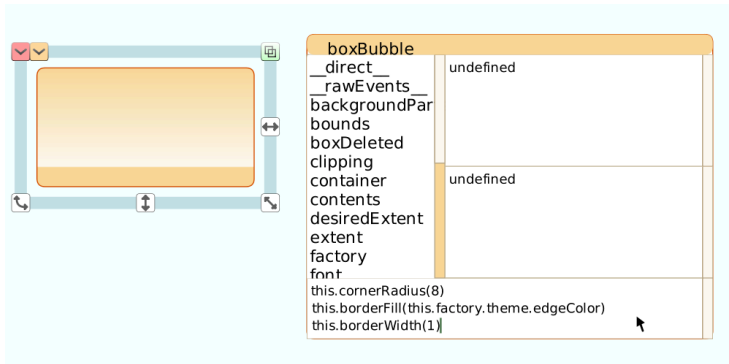 boxBubble
__direct__
__rawEvents__
backgroundPar
bounds
boxDeleted
clipping
container
contents
desiredExtent
extent
factory
font
undefined
undefined
this.cornerRadius(8)
this.borderFill(this.factory.theme.edgeColor)
this.borderWidth(1)